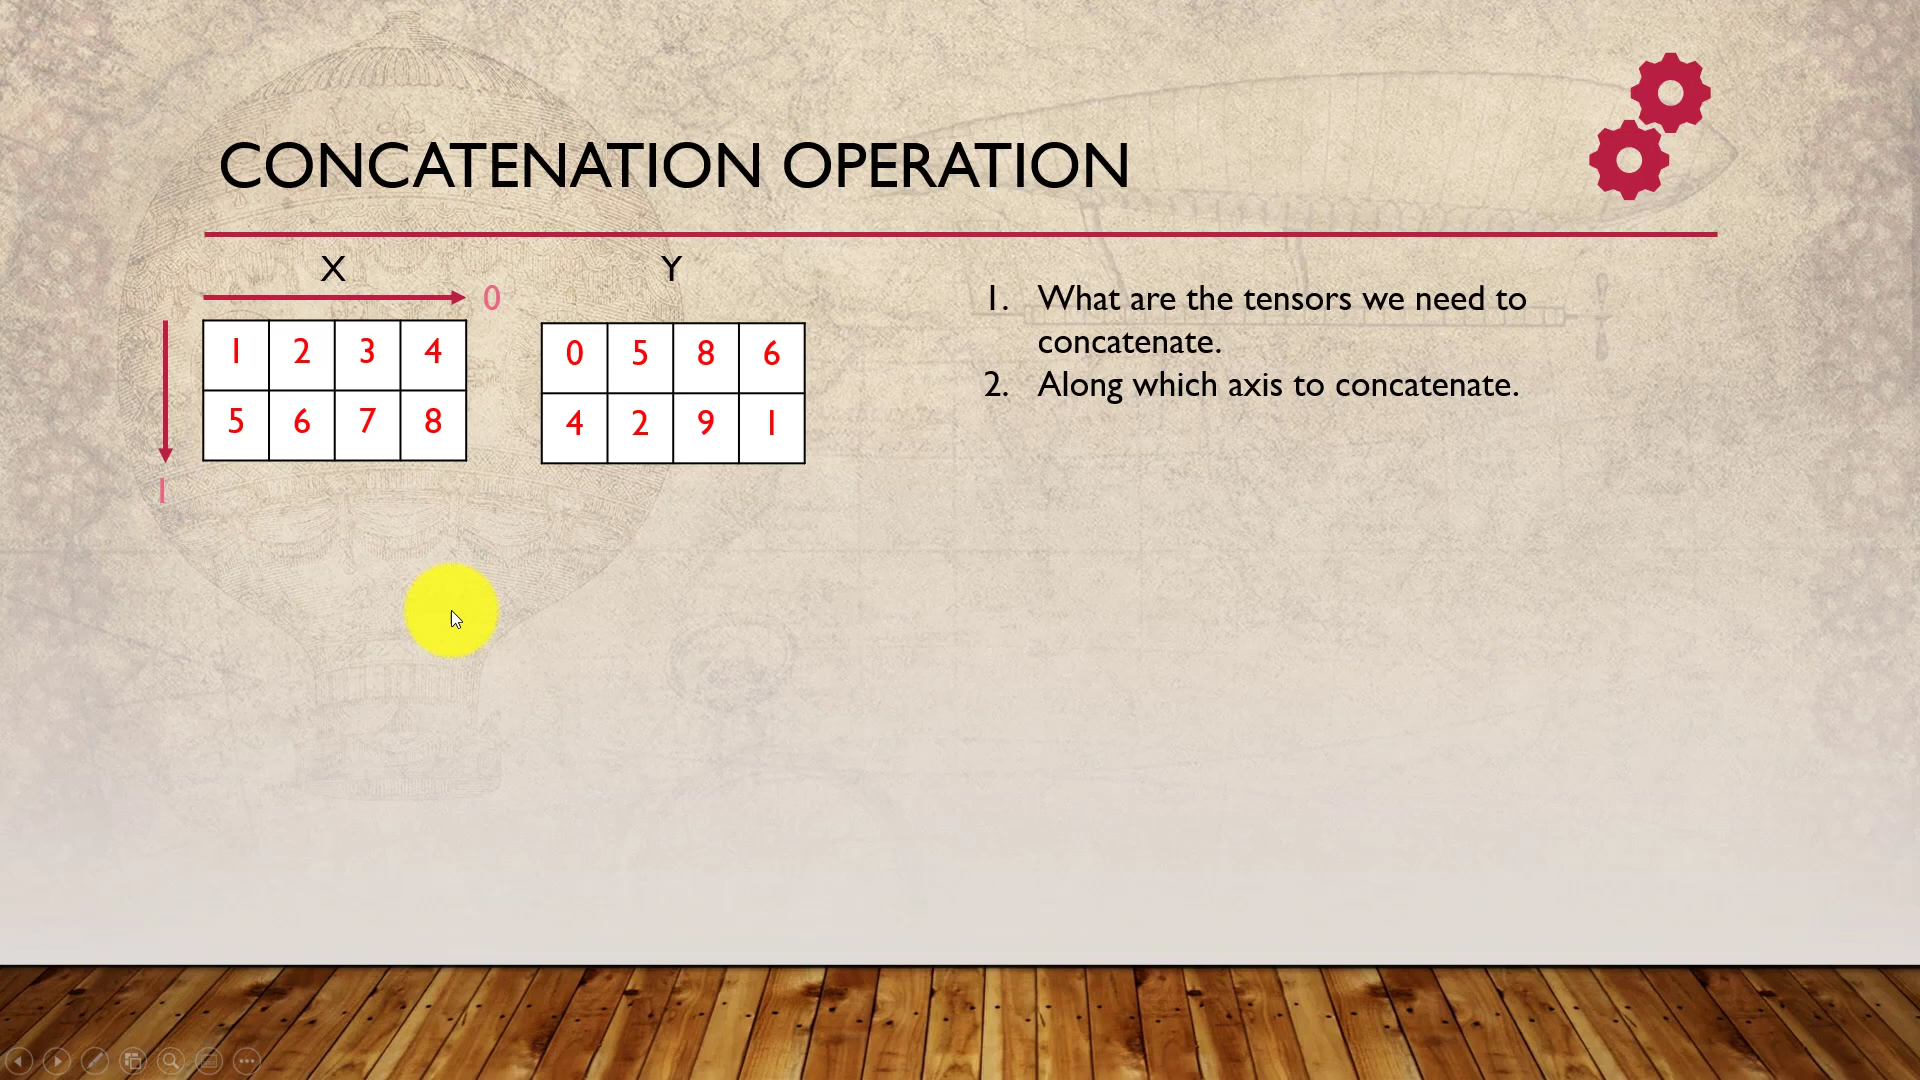 CONCATENATION OPERATION
X
Y
0
1 2 3 4
5 6 7 8
1
0 5 8 6
4 2 9 1
1. What are the tensors we need to
concatenate.
2. Along which axis to concatenate.